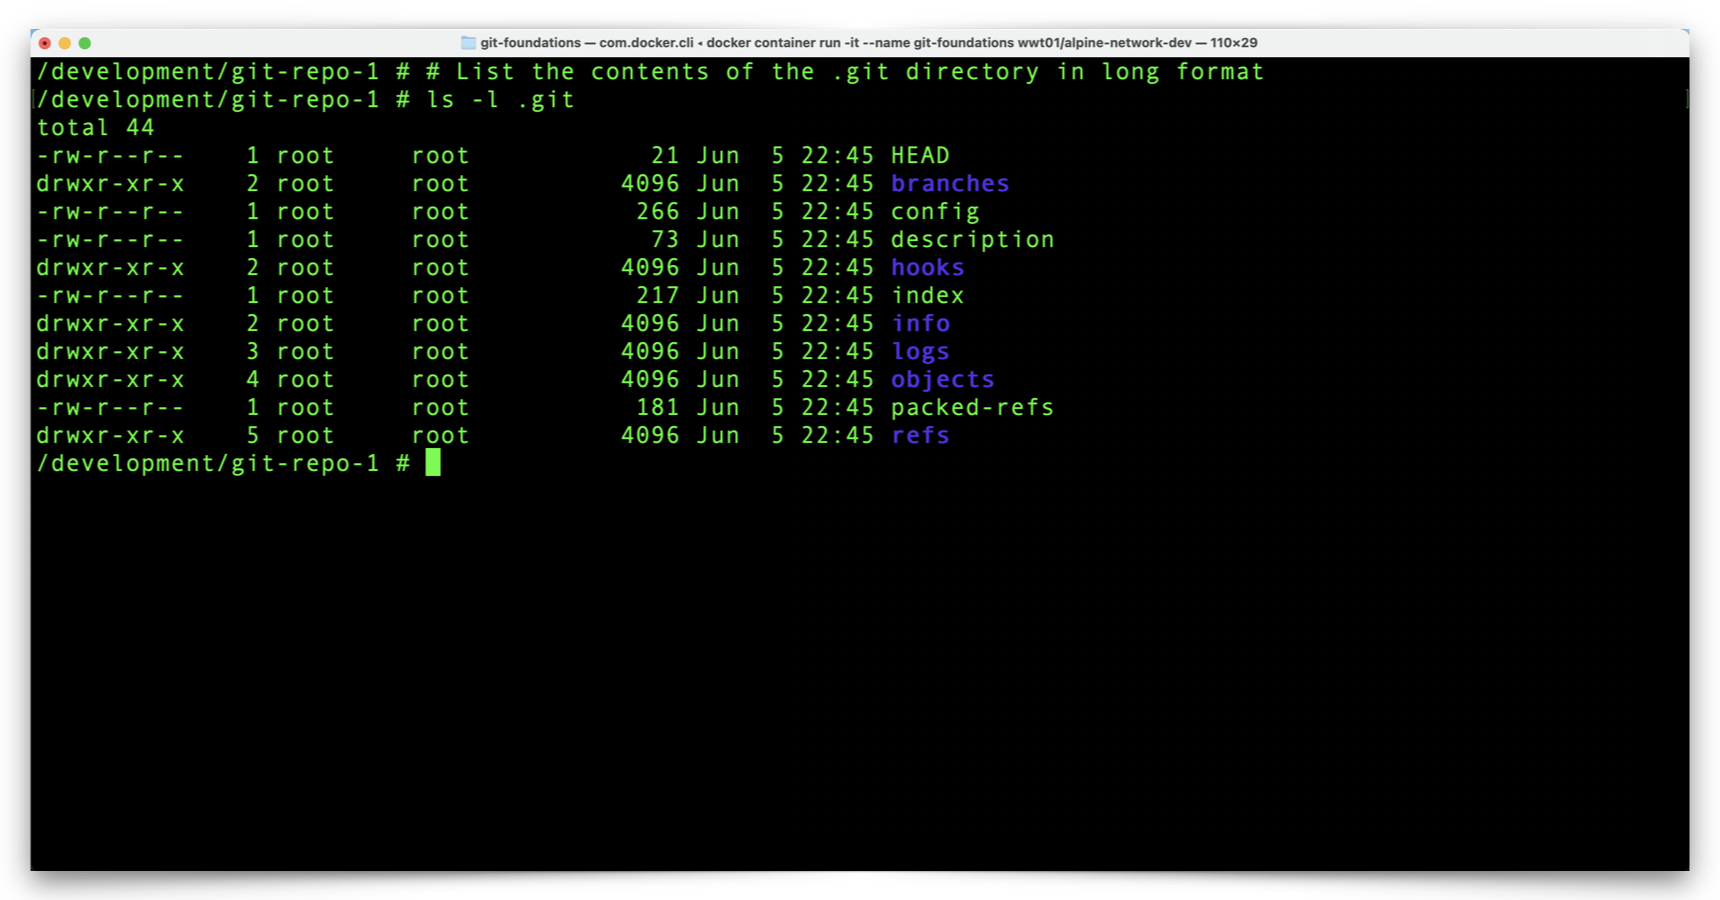 git-foundations — com.docker.cli ◂ docker container run -it --name git-foundations wwt01/alpine-network-dev — 110×29
/development/git-repo-1 # # List the contents of the .git directory in long format
/development/git-repo-1 # ls -l .git
total 44
-rw-r--r--    1 root     root            21 Jun  5 22:45 HEAD
drwxr-xr-x    2 root     root          4096 Jun  5 22:45 branches
-rw-r--r--    1 root     root           266 Jun  5 22:45 config
-rw-r--r--    1 root     root            73 Jun  5 22:45 description
drwxr-xr-x    2 root     root          4096 Jun  5 22:45 hooks
-rw-r--r--    1 root     root           217 Jun  5 22:45 index
drwxr-xr-x    2 root     root          4096 Jun  5 22:45 info
drwxr-xr-x    3 root     root          4096 Jun  5 22:45 logs
drwxr-xr-x    4 root     root          4096 Jun  5 22:45 objects
-rw-r--r--    1 root     root           181 Jun  5 22:45 packed-refs
drwxr-xr-x    5 root     root          4096 Jun  5 22:45 refs
/development/git-repo-1 #